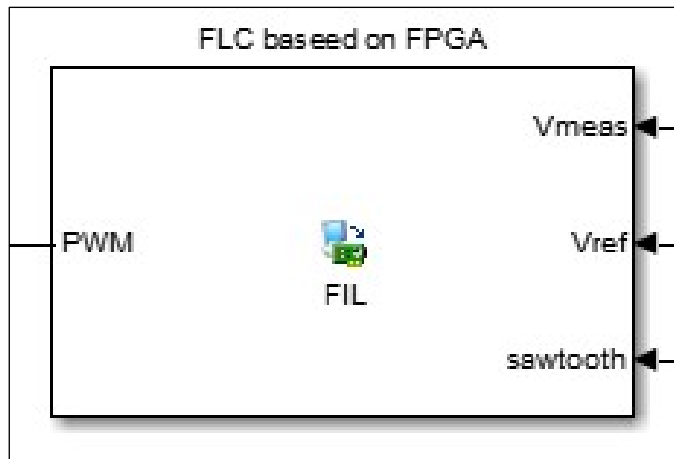 FLC baseed on FPGA
Vmeas
PWM
Vref
FIL
sawtooth